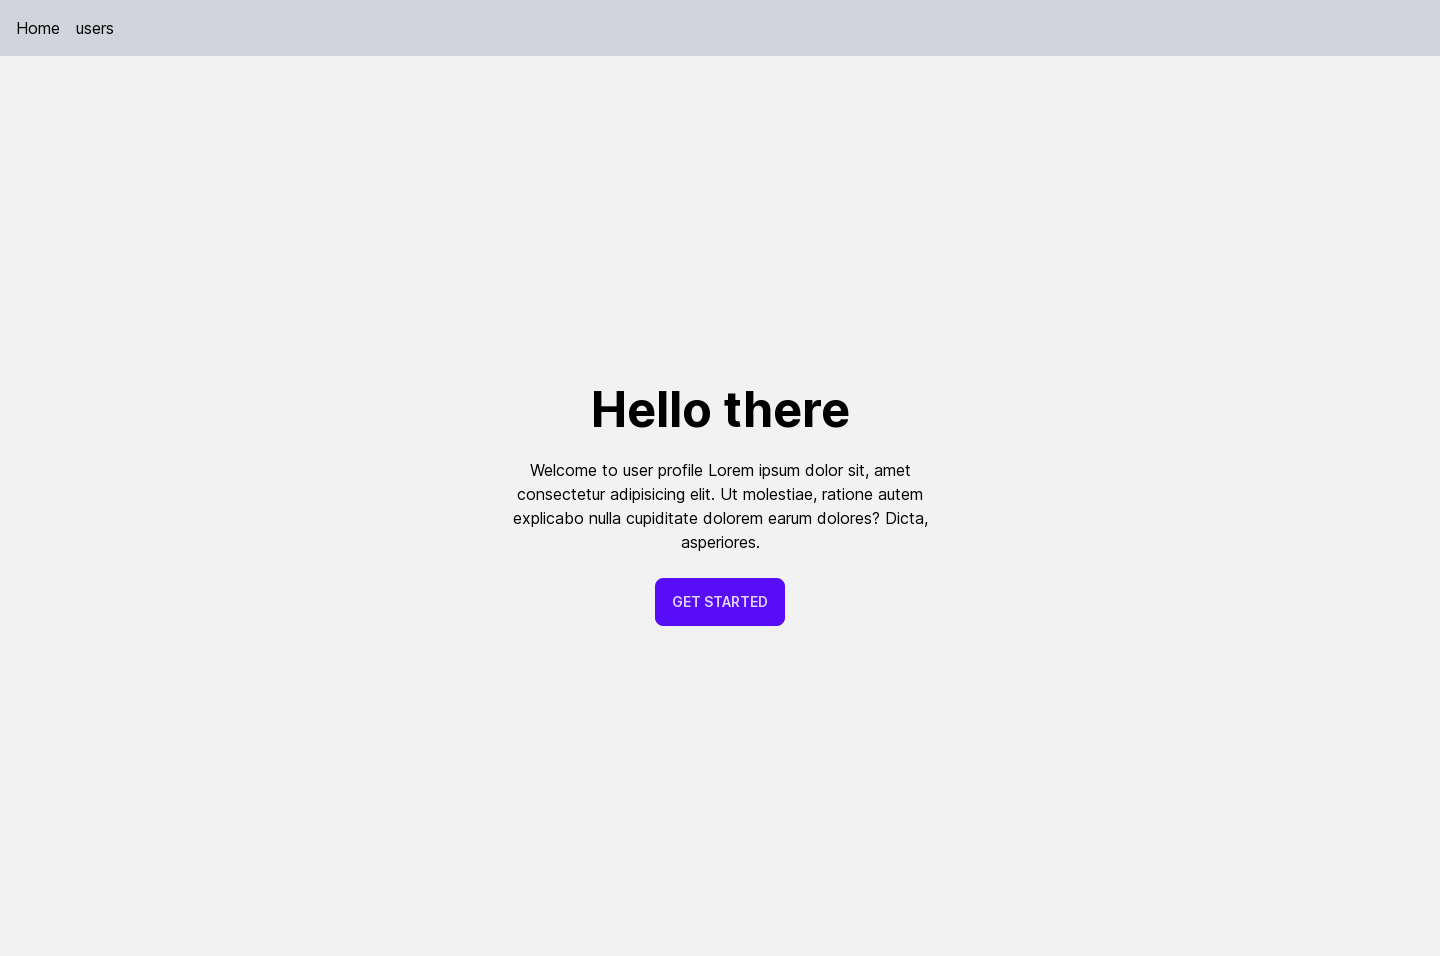 Home
users
Hello there
Welcome to user profile Lorem ipsum dolor sit, amet
consectetur adipisicing elit. Ut molestiae, ratione autem
explicabo nulla cupiditate dolorem earum dolores? Dicta,
asperiores.
GET STARTED